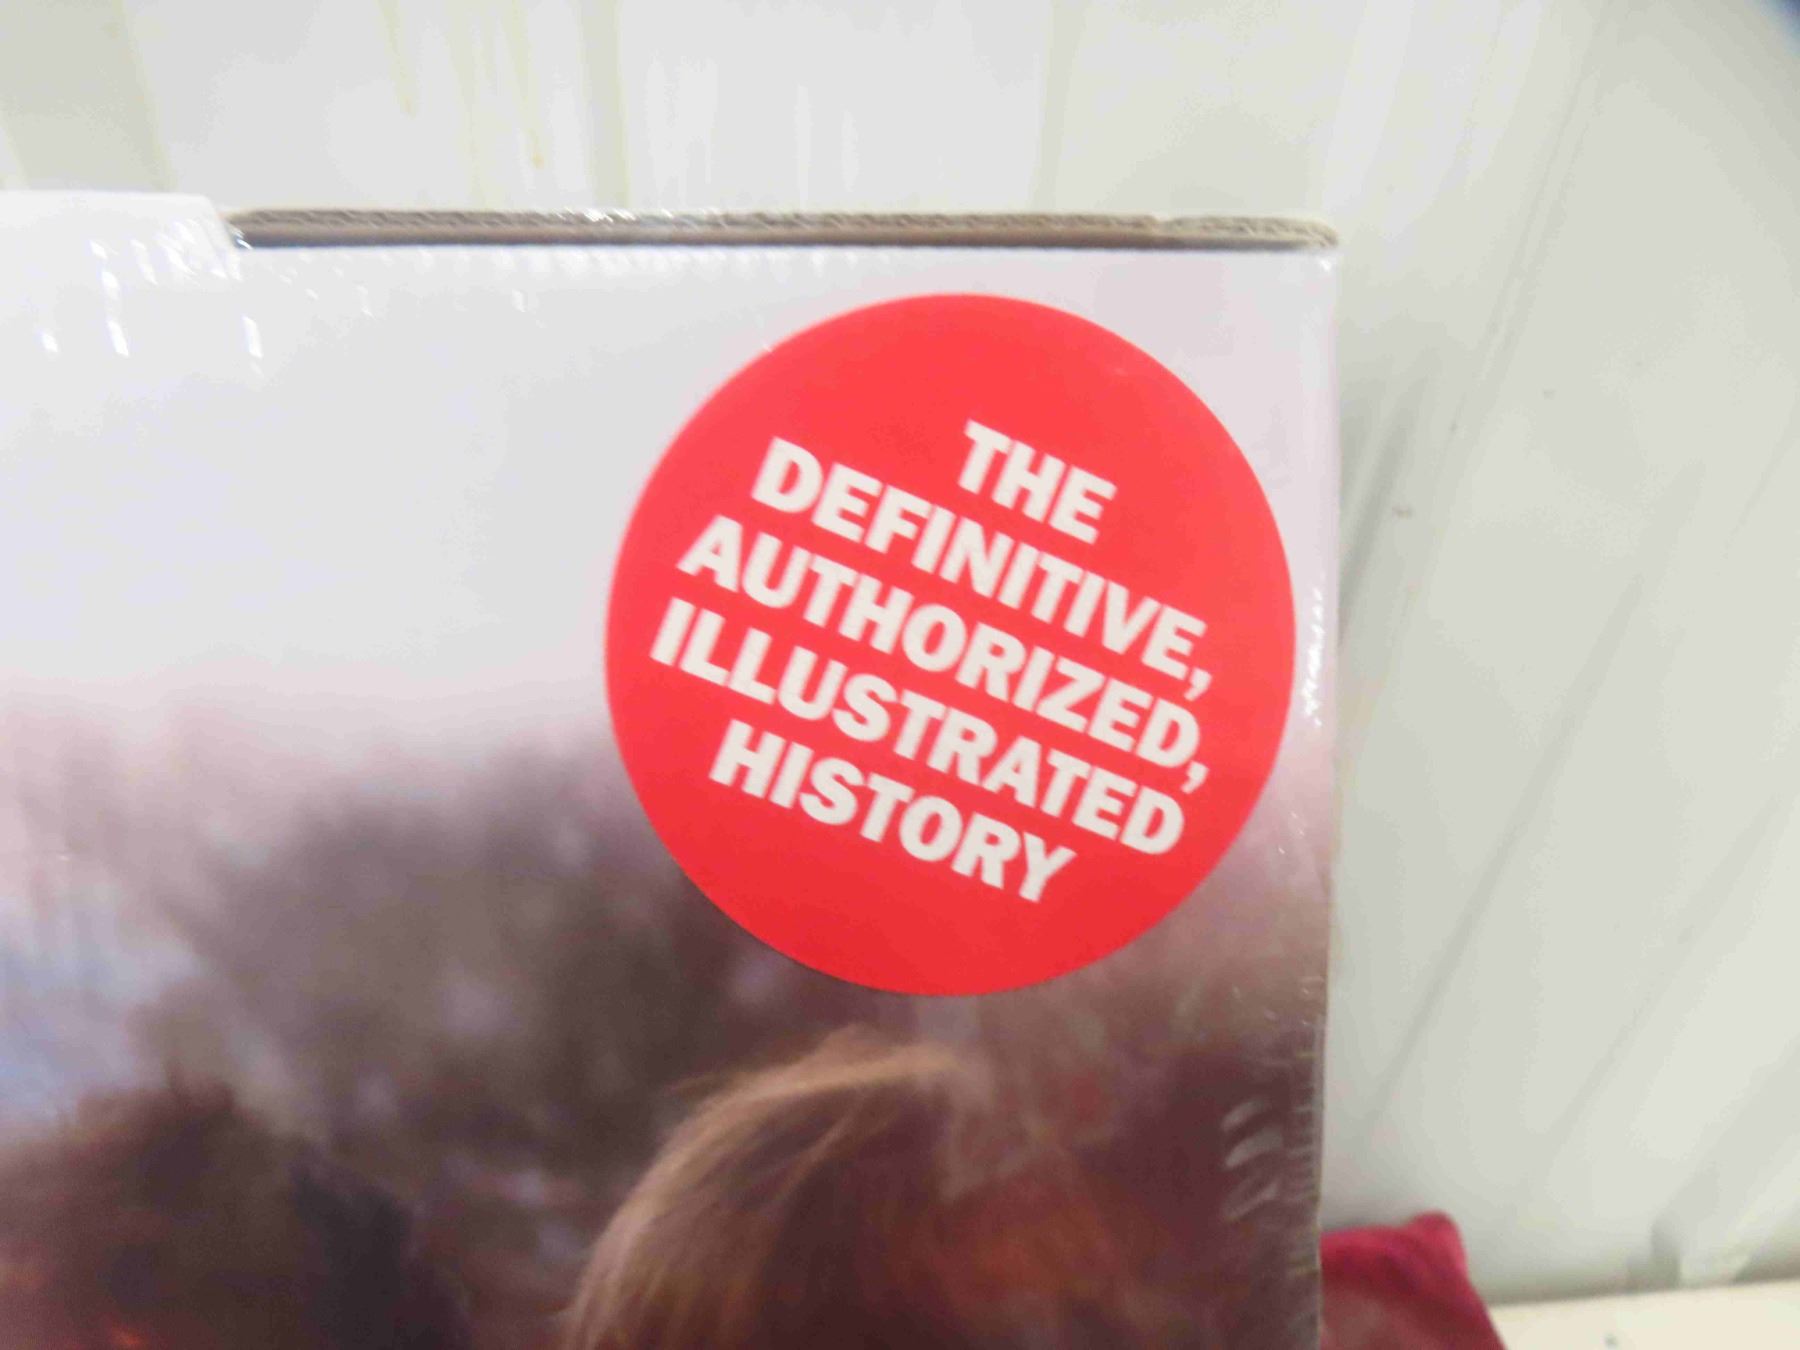 THE
DEFINITIVE,
AUTHORIZED,
ILLUSTRATED
HISTORY